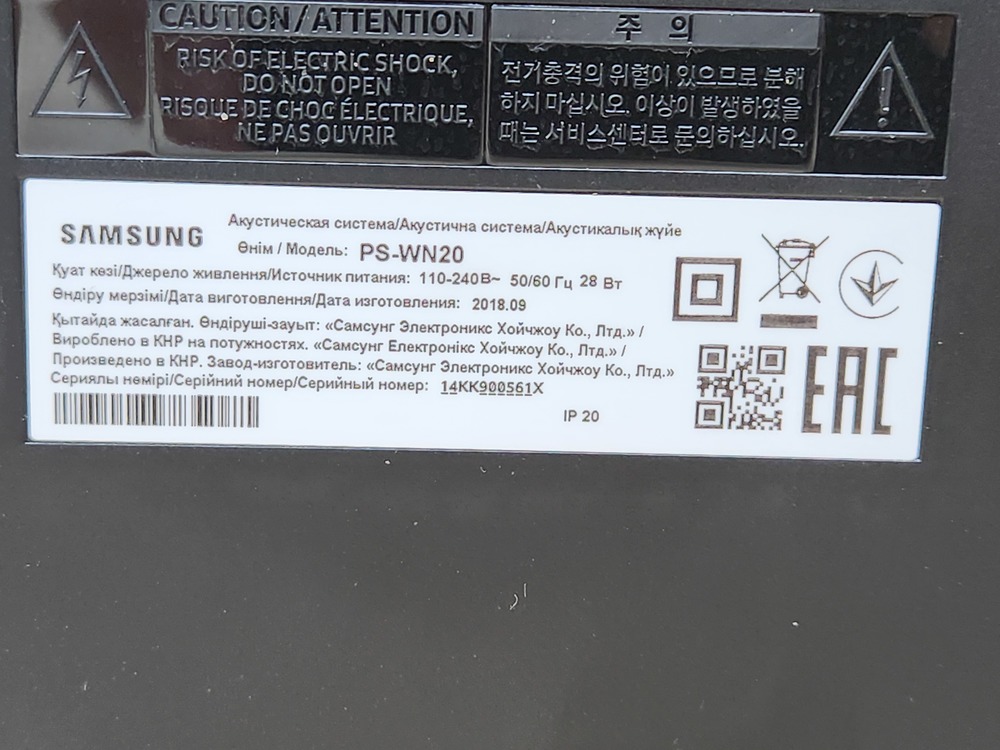 CAUTION/ATTENTION
RISK OF ELECTRIC SHOCK,
DO NOT OPEN
RISQUE DE CHOC ÉLECTRIQUE,
NE PAS OUVRIR
주 의
전기충격의 위험이 있으므로 분해
하지 마십시오. 이상이 발생하였을
때는 서비스센터로 문의하십시오.
SAMSUNG
Акустическая система/Акустична система/Акустикалық жүйе
Өнім / Модель: PS-WN20
Қуат көзі/Джерело живлення/Источник питания: 110-240В~ 50/60 Гц 28 Вт
Өндіру мерзімі/Дата виготовлення/Дата изготовления: 2018.09
Қытайда жасалған. Өндіруші-зауыт: «Самсунг Электроникс Хойчжоу Ко., Лтд.» /
Вироблено в КНР на потужностях. «Самсунг Електронікс Хойчжоу Ко., Лтд.» /
Произведено в КНР. Завод-изготовитель: «Самсунг Электроникс Хойчжоу Ко., Лтд.»
Сериялы нөмірі/Серійний номер/Серийный номер: 14KK900561X
IP 20
EAC